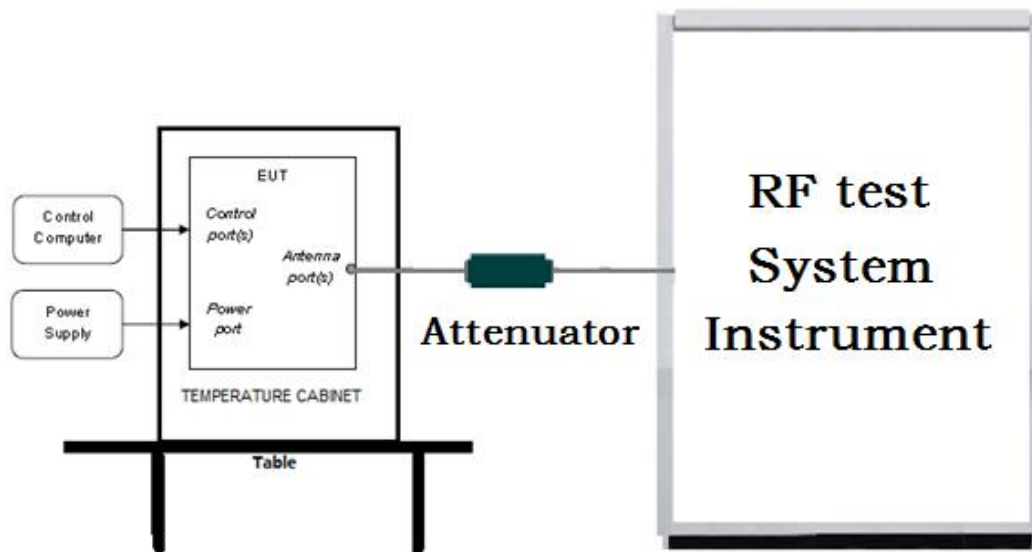 Control
Computer
Power
Supply
EUT
Control
port(s)
Antenna
port(s)
Power
port
TEMPERATURE CABINET
Table
Attenuator
RF test
System
Instrument